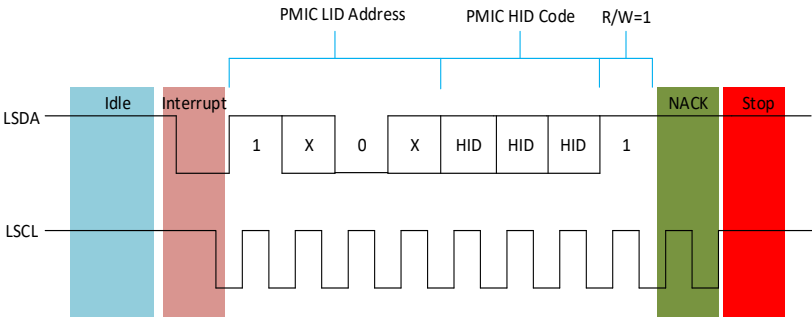 PMIC LID Address PMIC HID Code R/W=1
Idle Interrupt NACK Stop
LSDA
1 X 0 X HID HID HID 1
LSCL